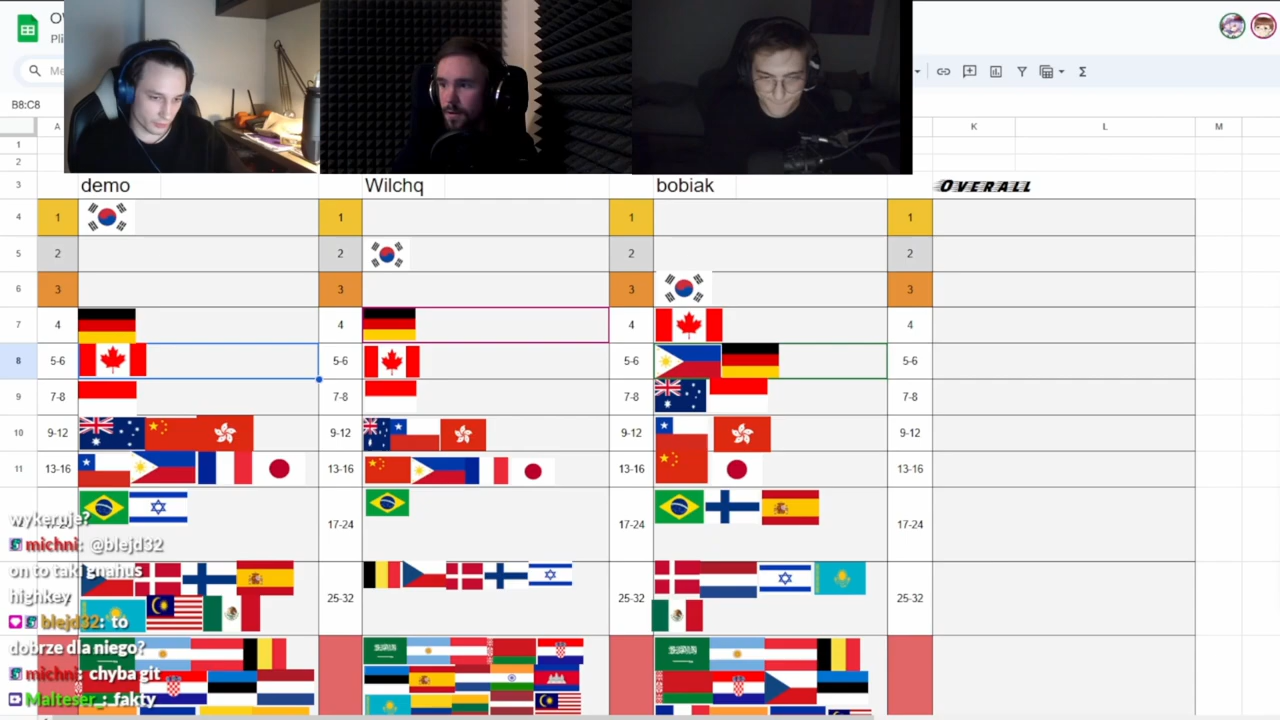 Pli
B8:C8
A
K
L
M
1
2
3
demo
Wilchq
bobiak
OVERALL
4
1
1
1
1
5
2
2
2
2
6
3
3
3
3
7
4
4
4
4
8
5-6
5-6
5-6
5-6
9
7-8
7-8
7-8
7-8
10
9-12
9-12
9-12
9-12
11
13-16
13-16
13-16
13-16
17-24
17-24
17-24
25-32
25-32
25-32
wykeruje?
michni: @blejd32
on to taki gnahus
highkey
blejd32: to
dobrze dla niego?
michni: chyba git
Malteser_: fakty